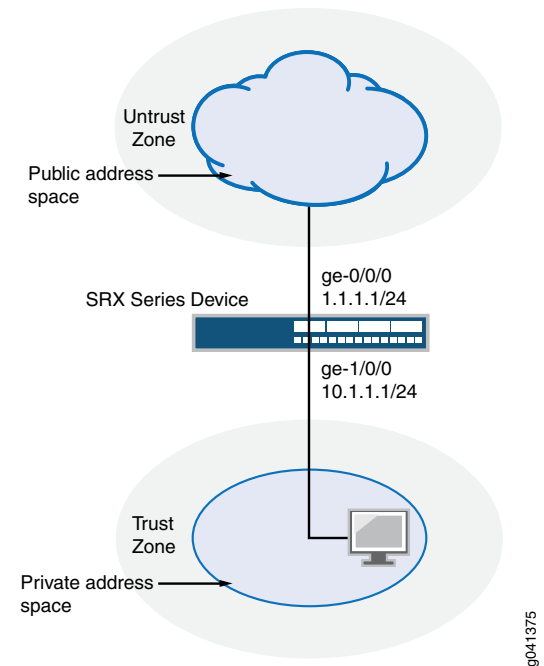 Untrust
Zone
Public address
space
ge-0/0/0
1.1.1.1/24
SRX Series Device
ge-1/0/0
10.1.1.1/24
Trust
Zone
Private address
space
g041375